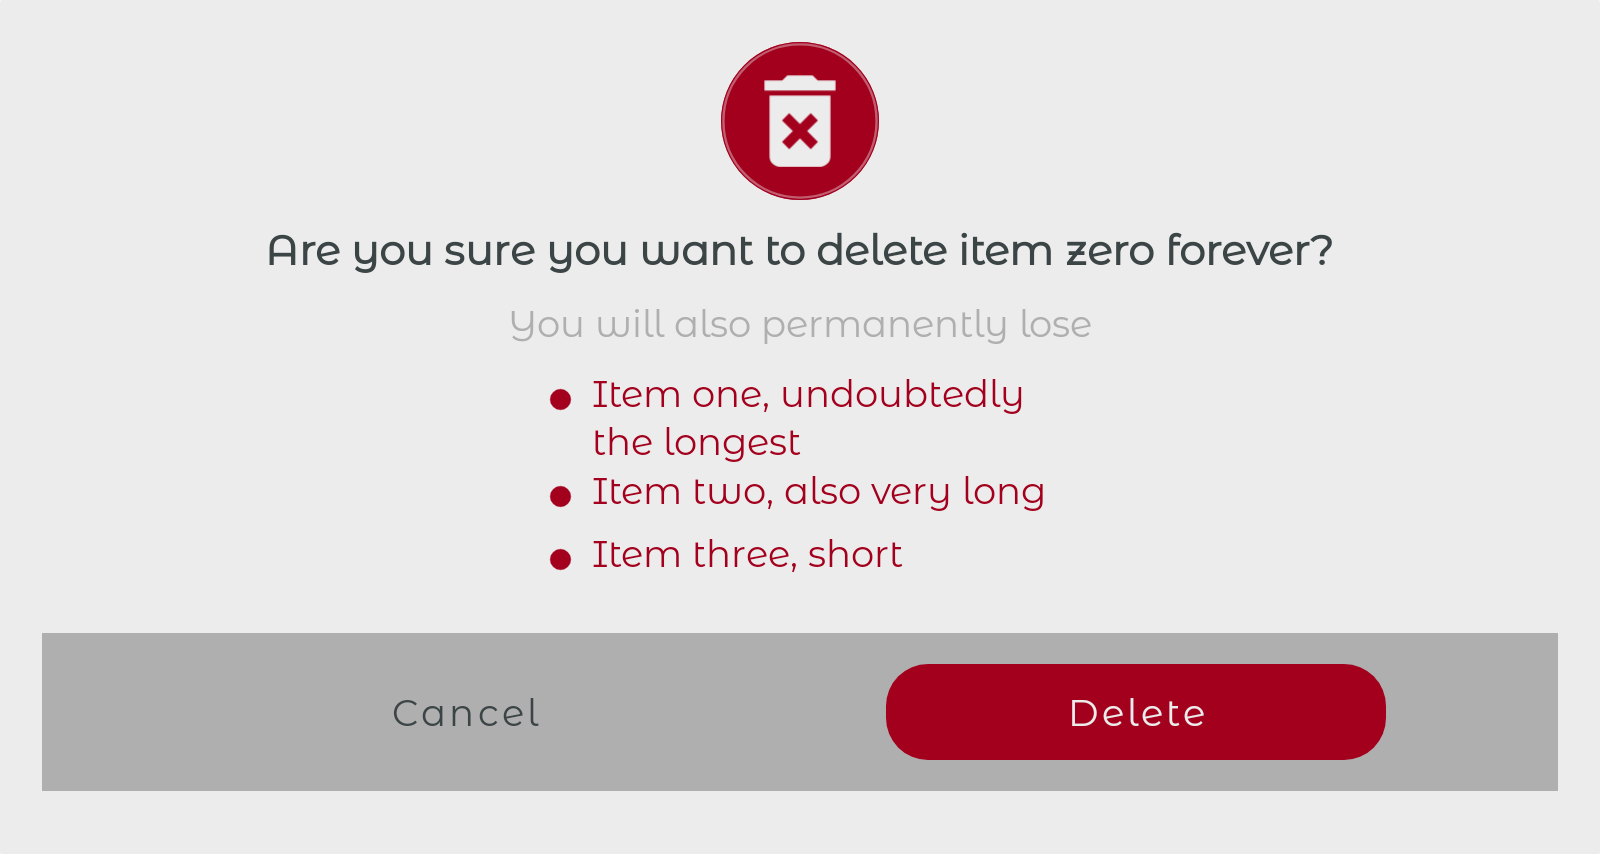 Are you sure you want to delete item zero forever?
You will also permanently lose
Item one, undoubtedly
the longest
Item two, also very long
Item three, short
Cancel
Delete